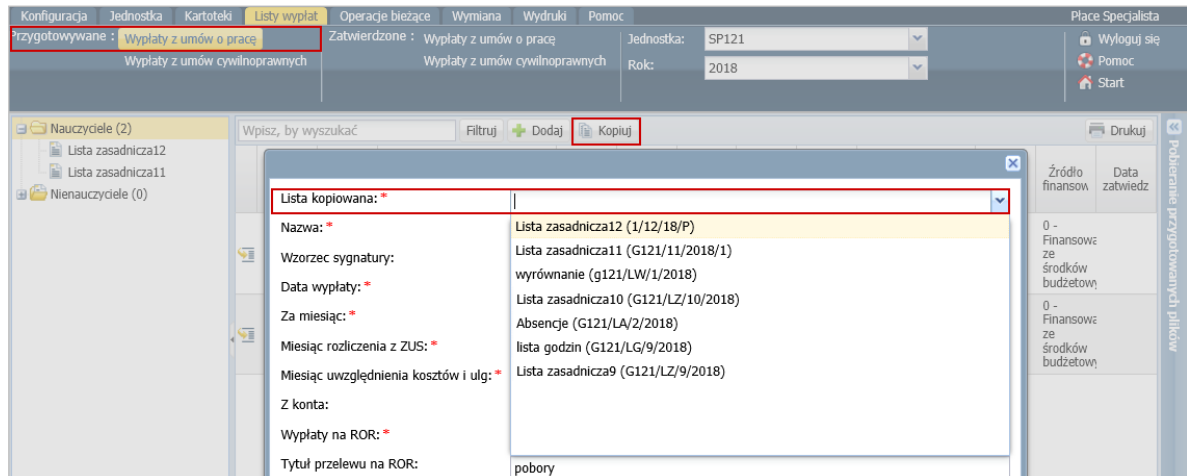 Konfiguracja Jednostka Kartoteki Listy wypłat Operacje bieżące Wymiana Wydruki Pomoc Płace Specjalista
Przygotowywane : Wypłaty z umów o pracę Zatwierdzone : Wypłaty z umów o pracę Jednostka: SP121 Wyloguj się
Wypłaty z umów cywilnoprawnych Wypłaty z umów cywilnoprawnych Rok: 2018 Pomoc
Start
Nauczyciele (2) Wpisz, by wyszukać Filtruj Dodaj Kopiuj Drukuj
Lista zasadnicza12
Lista zasadnicza11
Nienauczyciele (0)
Źródło finansow
Data zatwiedz
Lista kopiowana: *
Nazwa: * Lista zasadnicza12 (1/12/18/P)
Wzorzec sygnatury: Lista zasadnicza11 (G121/11/2018/1)
wyrównanie (g121/LW/1/2018)
Data wypłaty: * Lista zasadnicza10 (G121/LZ/10/2018)
Za miesiąc: * Absencje (G121/LA/2/2018)
Miesiąc rozliczenia z ZUS: * lista godzin (G121/LG/9/2018)
Miesiąc uwzględnienia kosztów i ulg: * Lista zasadnicza9 (G121/LZ/9/2018)
Z konta:
Wypłaty na ROR: *
Tytuł przelewu na ROR: pobory
0 -
Finansowa
ze
środków
budżetowy
0 -
Finansowa
ze
środków
budżetowy
Pobieranie przygotowanych plików